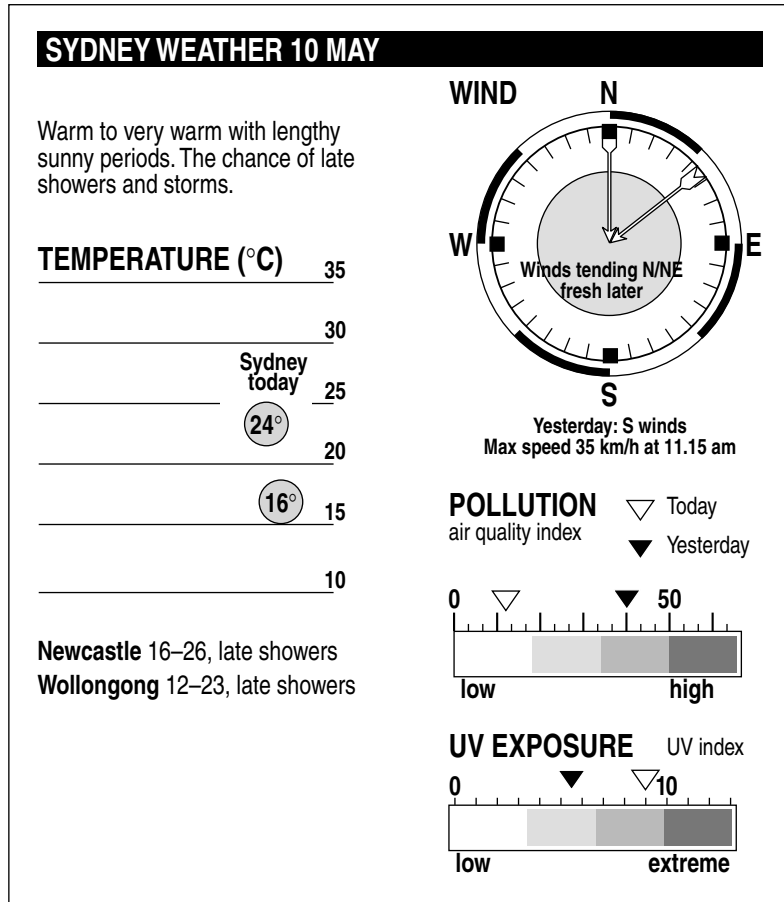 SYDNEY WEATHER 10 MAY
Warm to very warm with lengthy
sunny periods. The chance of late
showers and storms.
TEMPERATURE (°C)
35
30
Sydney
today
25
24°
20
16°
15
10
Newcastle 16–26, late showers
Wollongong 12–23, late showers
WIND
N
W
E
Winds tending N/NE
fresh later
S
Yesterday: S winds
Max speed 35 km/h at 11.15 am
POLLUTION
air quality index
Today
Yesterday
0 50
low high
UV EXPOSURE UV index
0 10
low extreme